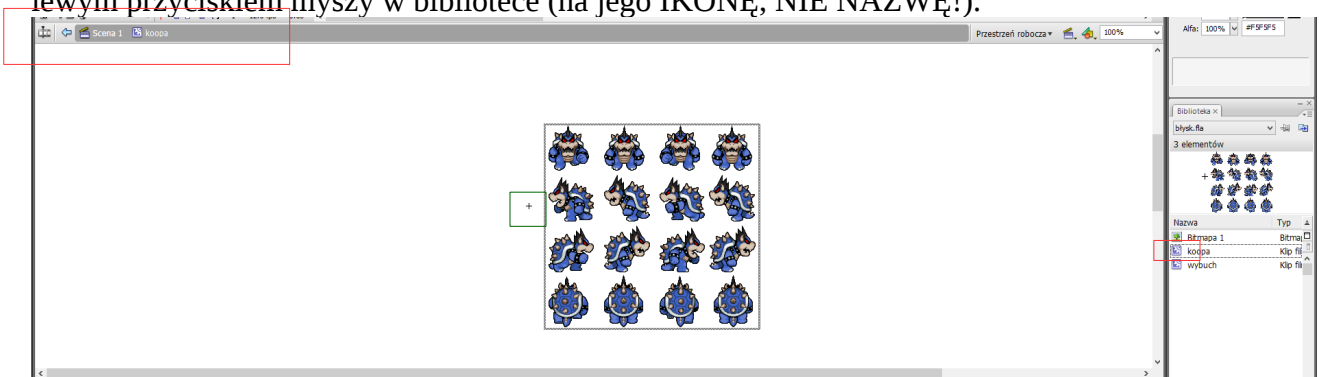 lewym przyciskiem myszy w bibliotece (na jego IKONĘ, NIE NAZWĘ!).
Scena 1 koopa
Przestrzeń robocza
100%
Alfa: 100% #F5F5F5
Biblioteka ×
błysk.fla
3 elementów
Nazwa Typ
Bitmapa 1 Bitma
koopa Klip fil
wybuch Klip fil